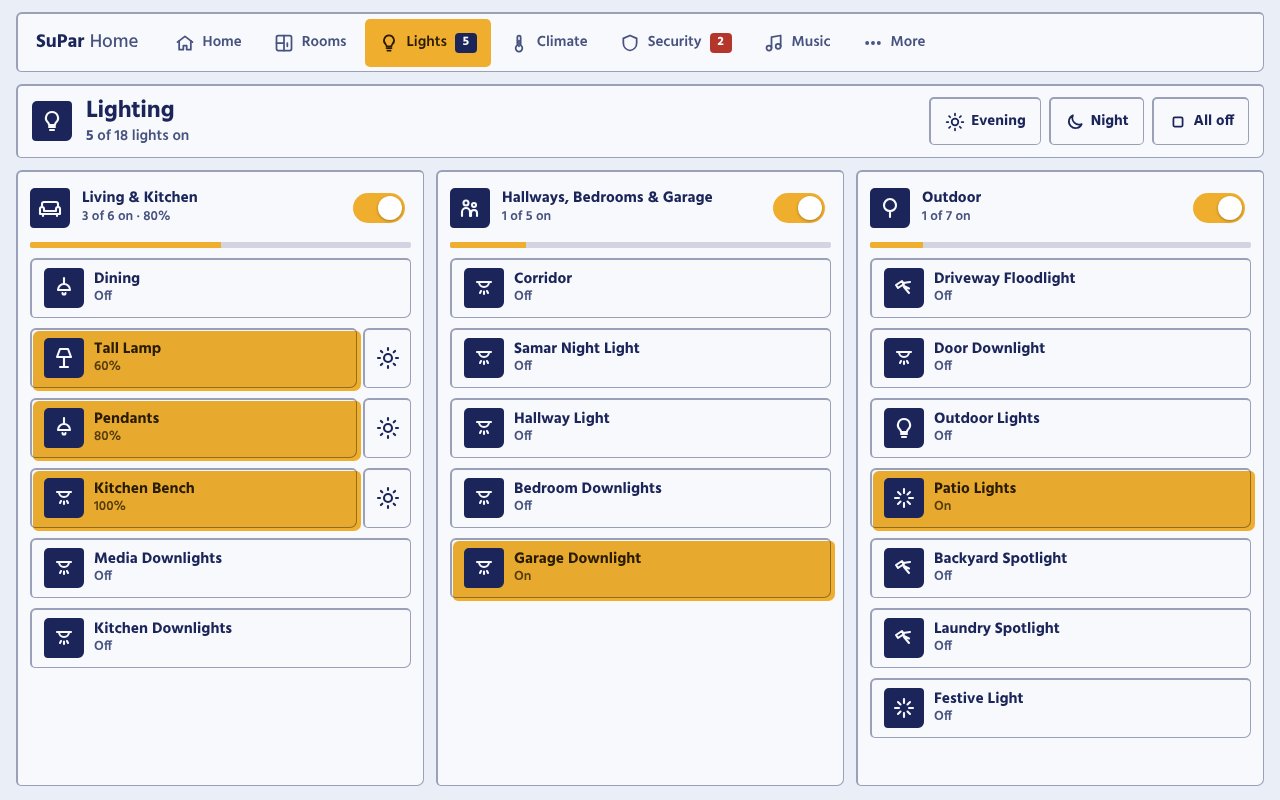 SuPar Home
Home
Rooms
Lights 5
Climate
Security 2
Music
More
Lighting
5 of 18 lights on
Evening
Night
All off
Living & Kitchen
3 of 6 on · 80%
Dining
Off
Tall Lamp
60%
Pendants
80%
Kitchen Bench
100%
Media Downlights
Off
Kitchen Downlights
Off
Hallways, Bedrooms & Garage
1 of 5 on
Corridor
Off
Samar Night Light
Off
Hallway Light
Off
Bedroom Downlights
Off
Garage Downlight
On
Outdoor
1 of 7 on
Driveway Floodlight
Off
Door Downlight
Off
Outdoor Lights
Off
Patio Lights
On
Backyard Spotlight
Off
Laundry Spotlight
Off
Festive Light
Off